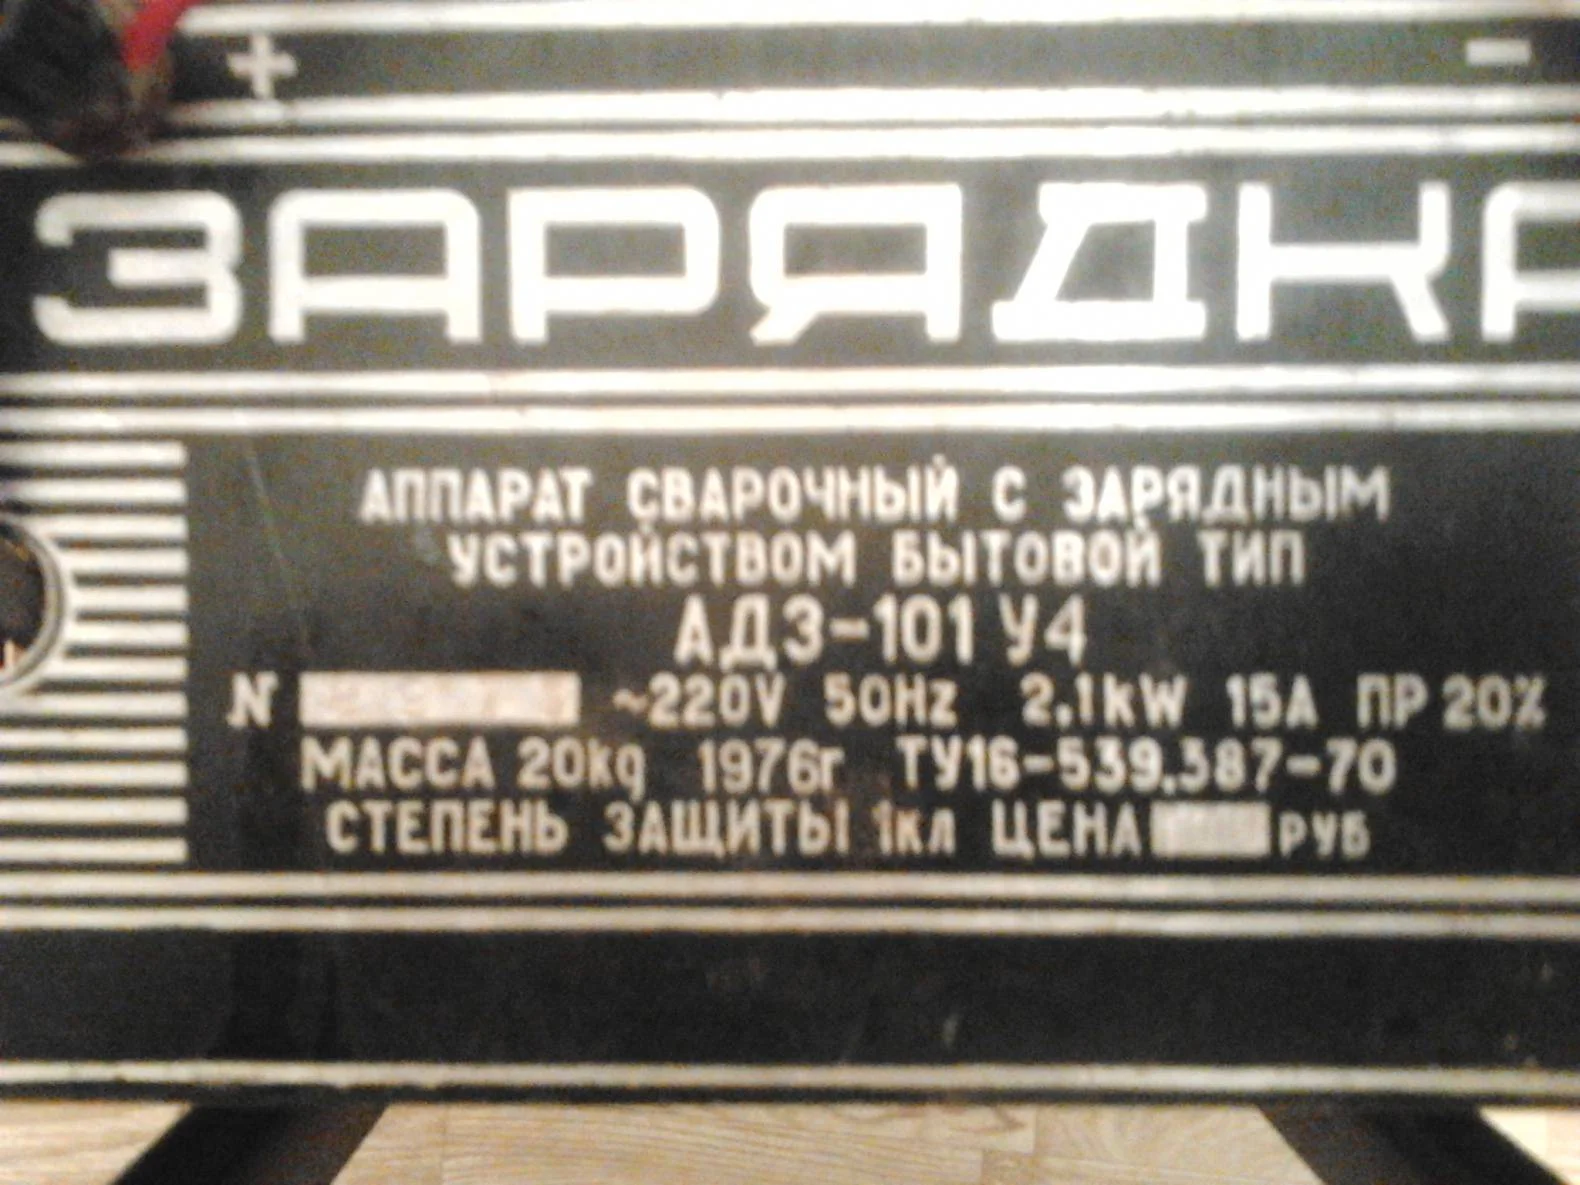 + -
ЗАРЯДКА
АППАРАТ СВАРОЧНЫЙ С ЗАРЯДНЫМ
УСТРОЙСТВОМ БЫТОВОЙ ТИП
АДЗ-101 У4
N ~220V 50Hz 2.1kW 15A ПР 20%
МАССА 20kg 1976г ТУ16-539.387-70
СТЕПЕНЬ ЗАЩИТЫ 1кл ЦЕНА РУБ